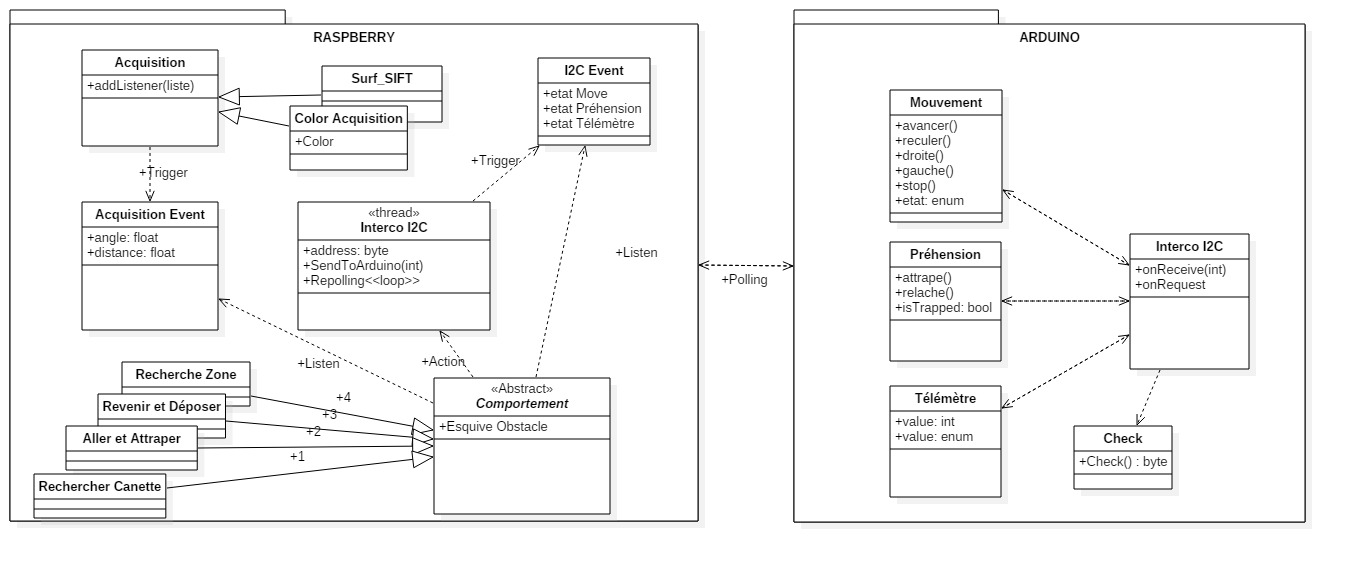 RASPBERRY
Acquisition
+addListener(liste)
Surf_SIFT
Color Acquisition
+Color
I2C Event
+etat Move
+etat Préhension
+etat Télémètre
+Trigger
+Trigger
Acquisition Event
+angle: float
+distance: float
«thread»
Interco I2C
+address: byte
+SendToArduino(int)
+Repolling<<loop>>
+Listen
+Listen
+Action
Recherche Zone
Revenir et Déposer
Aller et Attraper
Rechercher Canette
+4
+3
+2
+1
«Abstract»
Comportement
+Esquive Obstacle
+Polling
ARDUINO
Mouvement
+avancer()
+reculer()
+droite()
+gauche()
+stop()
+etat: enum
Préhension
+attrape()
+relache()
+isTrapped: bool
Interco I2C
+onReceive(int)
+onRequest
Télémètre
+value: int
+value: enum
Check
+Check() : byte